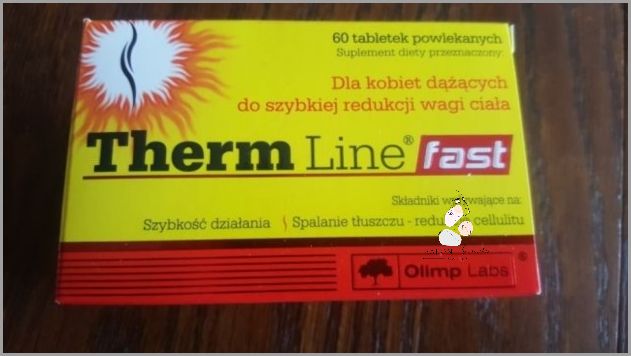 60 tabletek powlekanych
Suplement diety przeznaczony
Dla kobiet dążących
do szybkiej redukcji wagi ciała
Therm Line® fast
Składniki na:
Szybkość działania Spalanie tłuszczu - cellulitu
Olimp Labs®